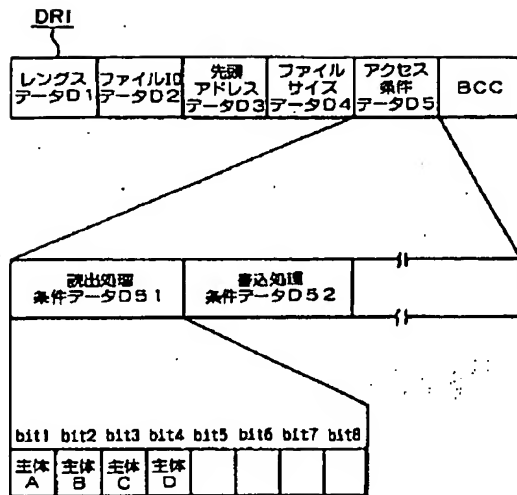 DR1
レングス
データD1
ファイルID
データD2
先頭
アドレス
データD3
ファイル
サイズ
データD4
アクセス
条件
データD5
BCC
読出処理
条件データD51
書込処理
条件データD52
bit1 bit2 bit3 bit4 bit5 bit6 bit7 bit8
主体
A
主体
B
主体
C
主体
D